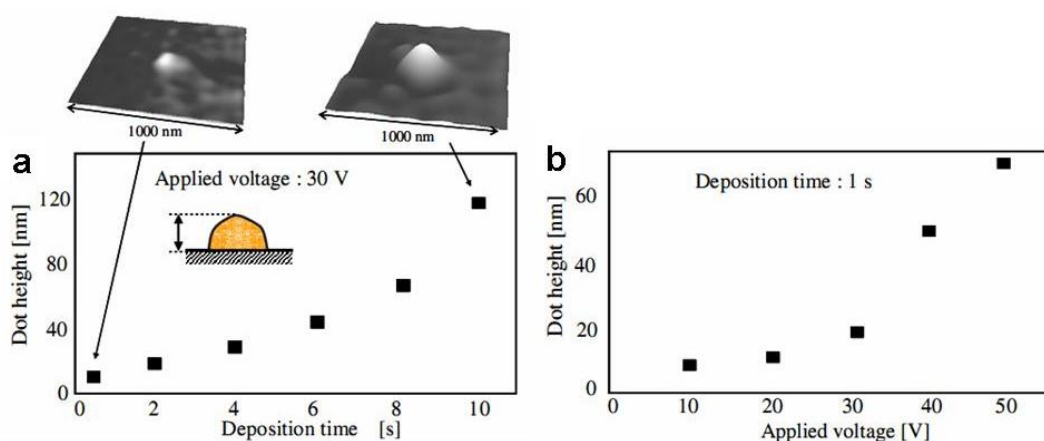 1000 nm
1000 nm
a
Applied voltage : 30 V
Dot height [nm]
120
80
40
0
0 2 4 6 8 10
Deposition time [s]
b
Deposition time : 1 s
Dot height [nm]
60
40
20
0
0 10 20 30 40 50
Applied voltage [V]